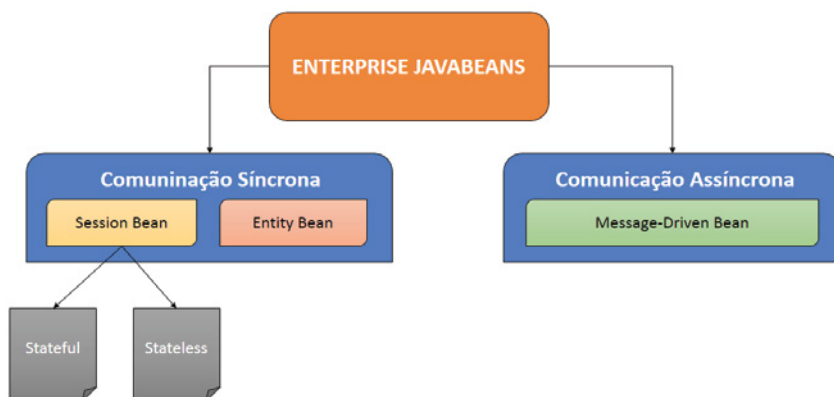 ENTERPRISE JAVABEANS
Comuninação Síncrona
Comunicação Assíncrona
Session Bean
Entity Bean
Message-Driven Bean
Stateful
Stateless